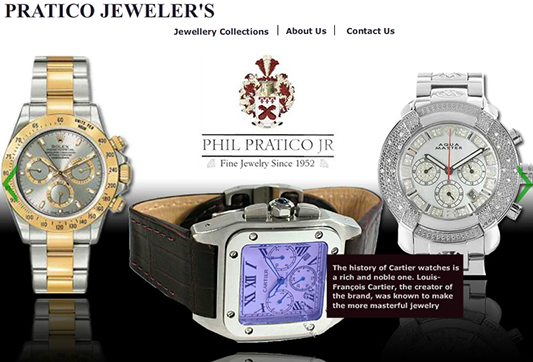 PRATICO JEWELER'S
Jewellery Collections | About Us | Contact Us
PHIL PRATICO JR
Fine Jewelry Since 1952
ROLEX
AQUA
MASTER
CARTIER
The history of Cartier watches is
a rich and noble one. Louis-
François Cartier, the creator of
the brand, was known to make
the more masterful jewelry